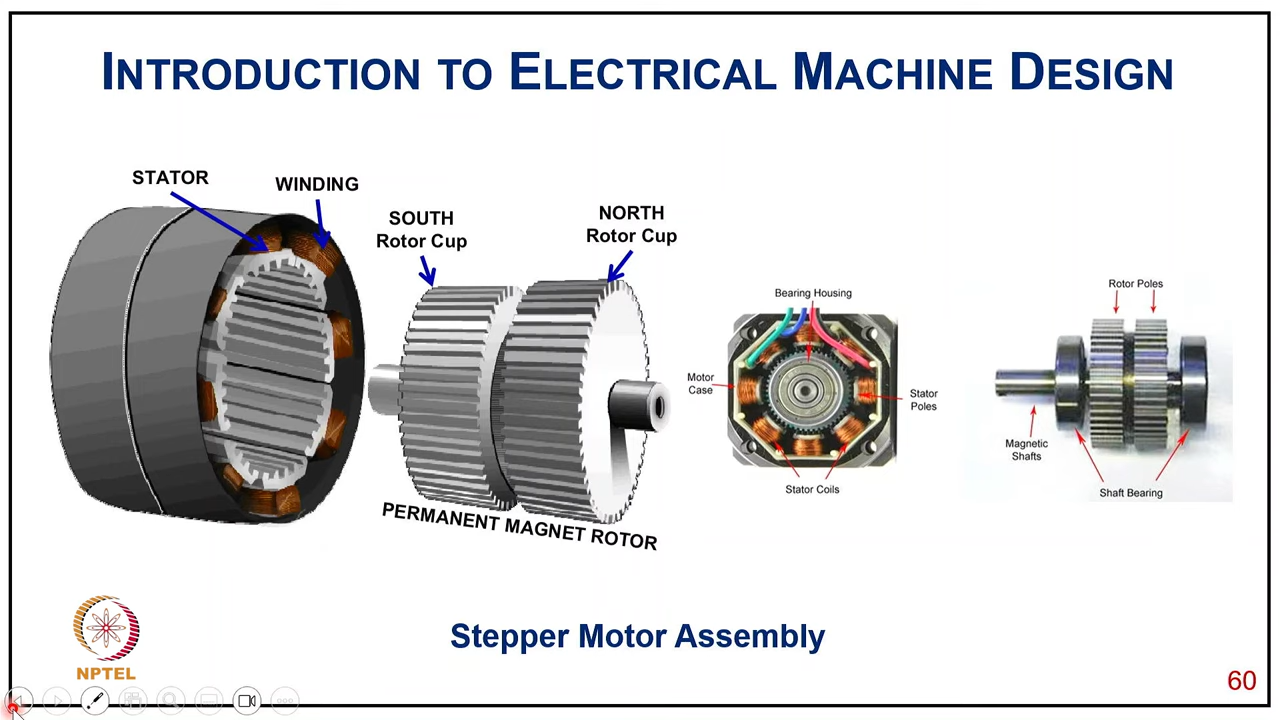 INTRODUCTION TO ELECTRICAL MACHINE DESIGN
STATOR
WINDING
SOUTH
Rotor Cup
NORTH
Rotor Cup
PERMANENT MAGNET ROTOR
Bearing Housing
Motor
Case
Stator
Poles
Stator Coils
Rotor Poles
Magnetic
Shafts
Shaft Bearing
Stepper Motor Assembly
NPTEL
60